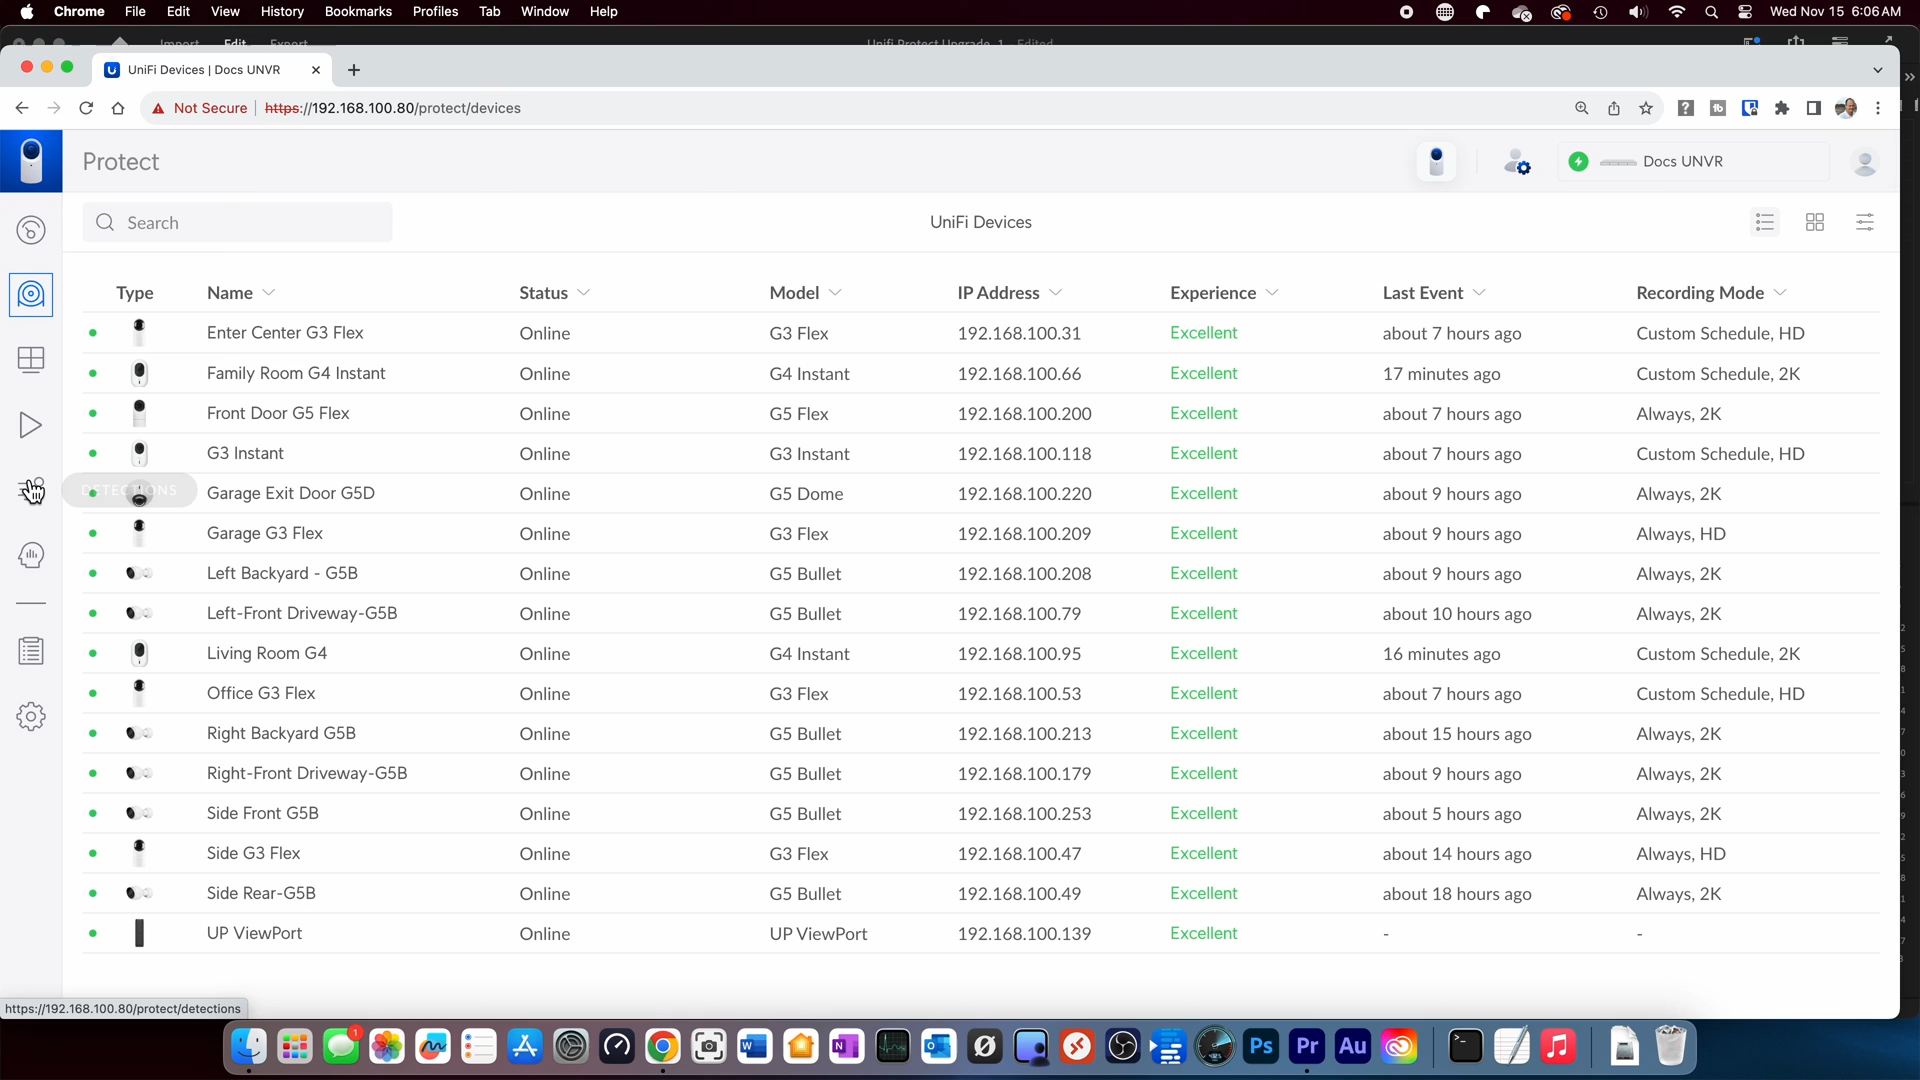 Chrome File Edit View History Bookmarks Profiles Tab Window Help Wed Nov 15 6:06 AM
Import Edit Export Unifi Protect Upgrade_1 - Edited
UniFi Devices | Docs UNVR
Not Secure https://192.168.100.80/protect/devices
Protect Docs UNVR
Search UniFi Devices
Type Name Status Model IP Address Experience Last Event Recording Mode
Enter Center G3 Flex Online G3 Flex 192.168.100.31 Excellent about 7 hours ago Custom Schedule, HD
Family Room G4 Instant Online G4 Instant 192.168.100.66 Excellent 17 minutes ago Custom Schedule, 2K
Front Door G5 Flex Online G5 Flex 192.168.100.200 Excellent about 7 hours ago Always, 2K
G3 Instant Online G3 Instant 192.168.100.118 Excellent about 7 hours ago Custom Schedule, HD
DETECTIONS Garage Exit Door G5D Online G5 Dome 192.168.100.220 Excellent about 9 hours ago Always, 2K
Garage G3 Flex Online G3 Flex 192.168.100.209 Excellent about 9 hours ago Always, HD
Left Backyard - G5B Online G5 Bullet 192.168.100.208 Excellent about 9 hours ago Always, 2K
Left-Front Driveway-G5B Online G5 Bullet 192.168.100.79 Excellent about 10 hours ago Always, 2K
Living Room G4 Online G4 Instant 192.168.100.95 Excellent 16 minutes ago Custom Schedule, 2K
Office G3 Flex Online G3 Flex 192.168.100.53 Excellent about 7 hours ago Custom Schedule, HD
Right Backyard G5B Online G5 Bullet 192.168.100.213 Excellent about 15 hours ago Always, 2K
Right-Front Driveway-G5B Online G5 Bullet 192.168.100.179 Excellent about 9 hours ago Always, 2K
Side Front G5B Online G5 Bullet 192.168.100.253 Excellent about 5 hours ago Always, 2K
Side G3 Flex Online G3 Flex 192.168.100.47 Excellent about 14 hours ago Always, HD
Side Rear-G5B Online G5 Bullet 192.168.100.49 Excellent about 18 hours ago Always, 2K
UP ViewPort Online UP ViewPort 192.168.100.139 Excellent - -
https://192.168.100.80/protect/detections
1 W N Ps Pr Au